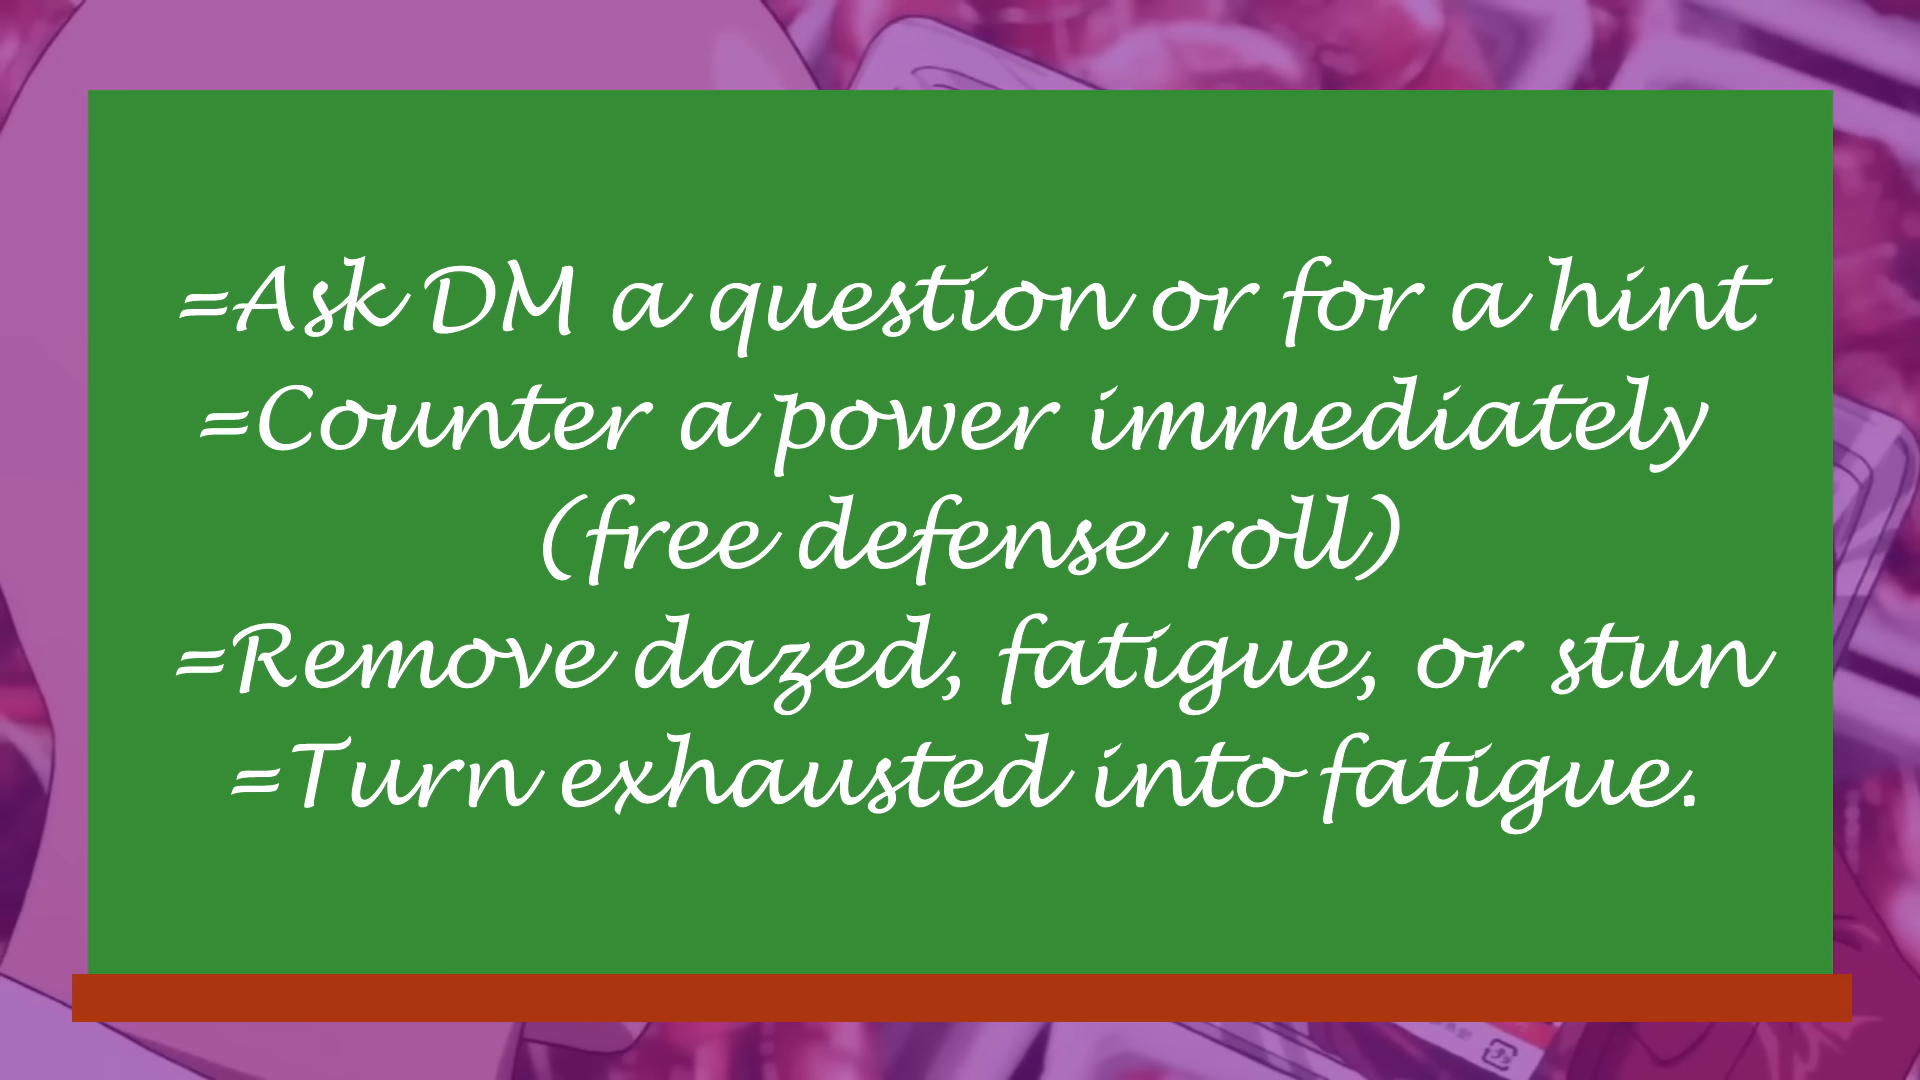 =Ask DM a question or for a hint
=Counter a power immediately
(free defense roll)
=Remove dazed, fatigue, or stun
=Turn exhausted into fatigue.